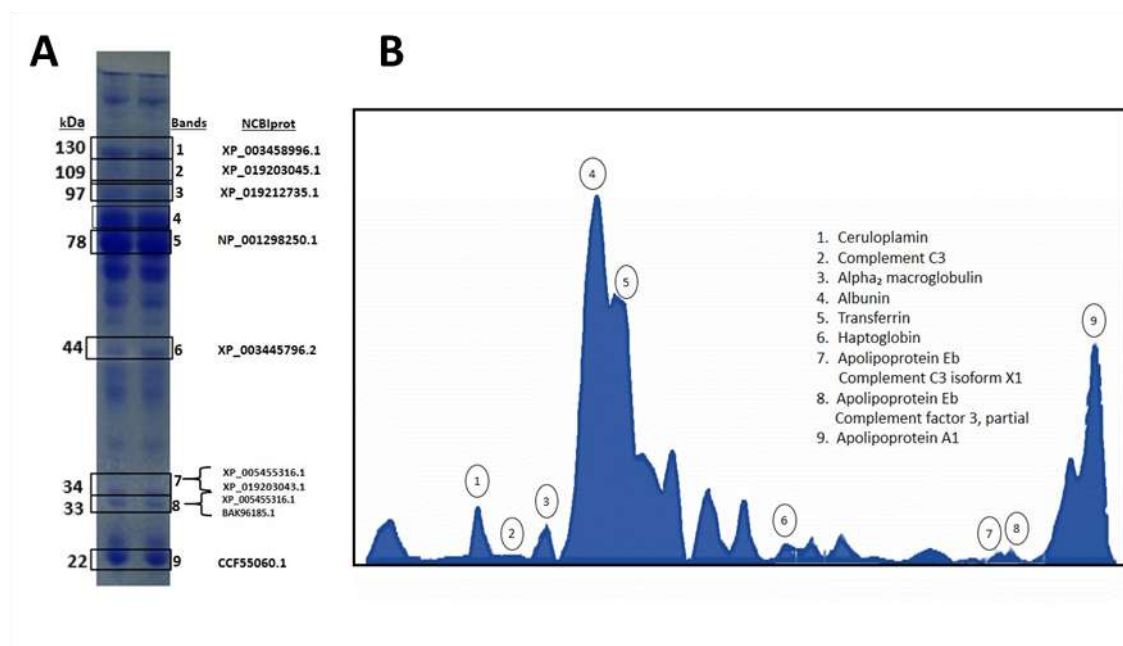 A
B
kDa Bands NCBIprot
130 1 XP_003458996.1
109 2 XP_019203045.1
97 3 XP_019212735.1
4
78 5 NP_001298250.1
44 6 XP_003445796.2
XP_005455316.1
34 7 XP_019203043.1
XP_005455316.1
33 8 BAK96185.1
22 9 CCF55060.1
1
2
3
4
5
6
7
8
9
1. Ceruloplamin
2. Complement C3
3. Alpha₂ macroglobulin
4. Albunin
5. Transferrin
6. Haptoglobin
7. Apolipoprotein Eb
Complement C3 isoform X1
8. Apolipoprotein Eb
Complement factor 3, partial
9. Apolipoprotein A1